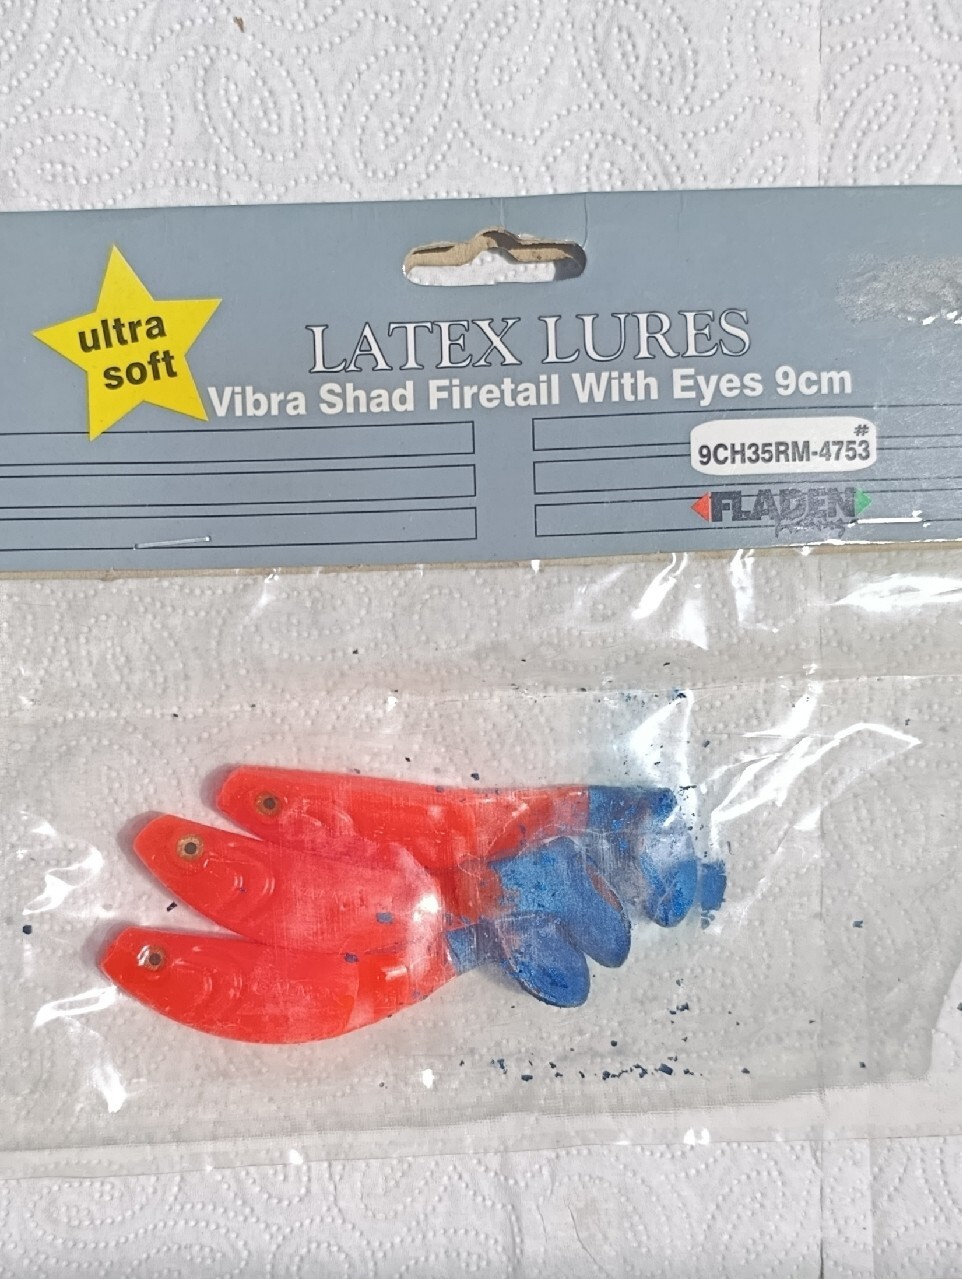 ultra
soft
LATEX LURES
Vibra Shad Firetail With Eyes 9cm
#
9CH35RM-4753
FLADEN